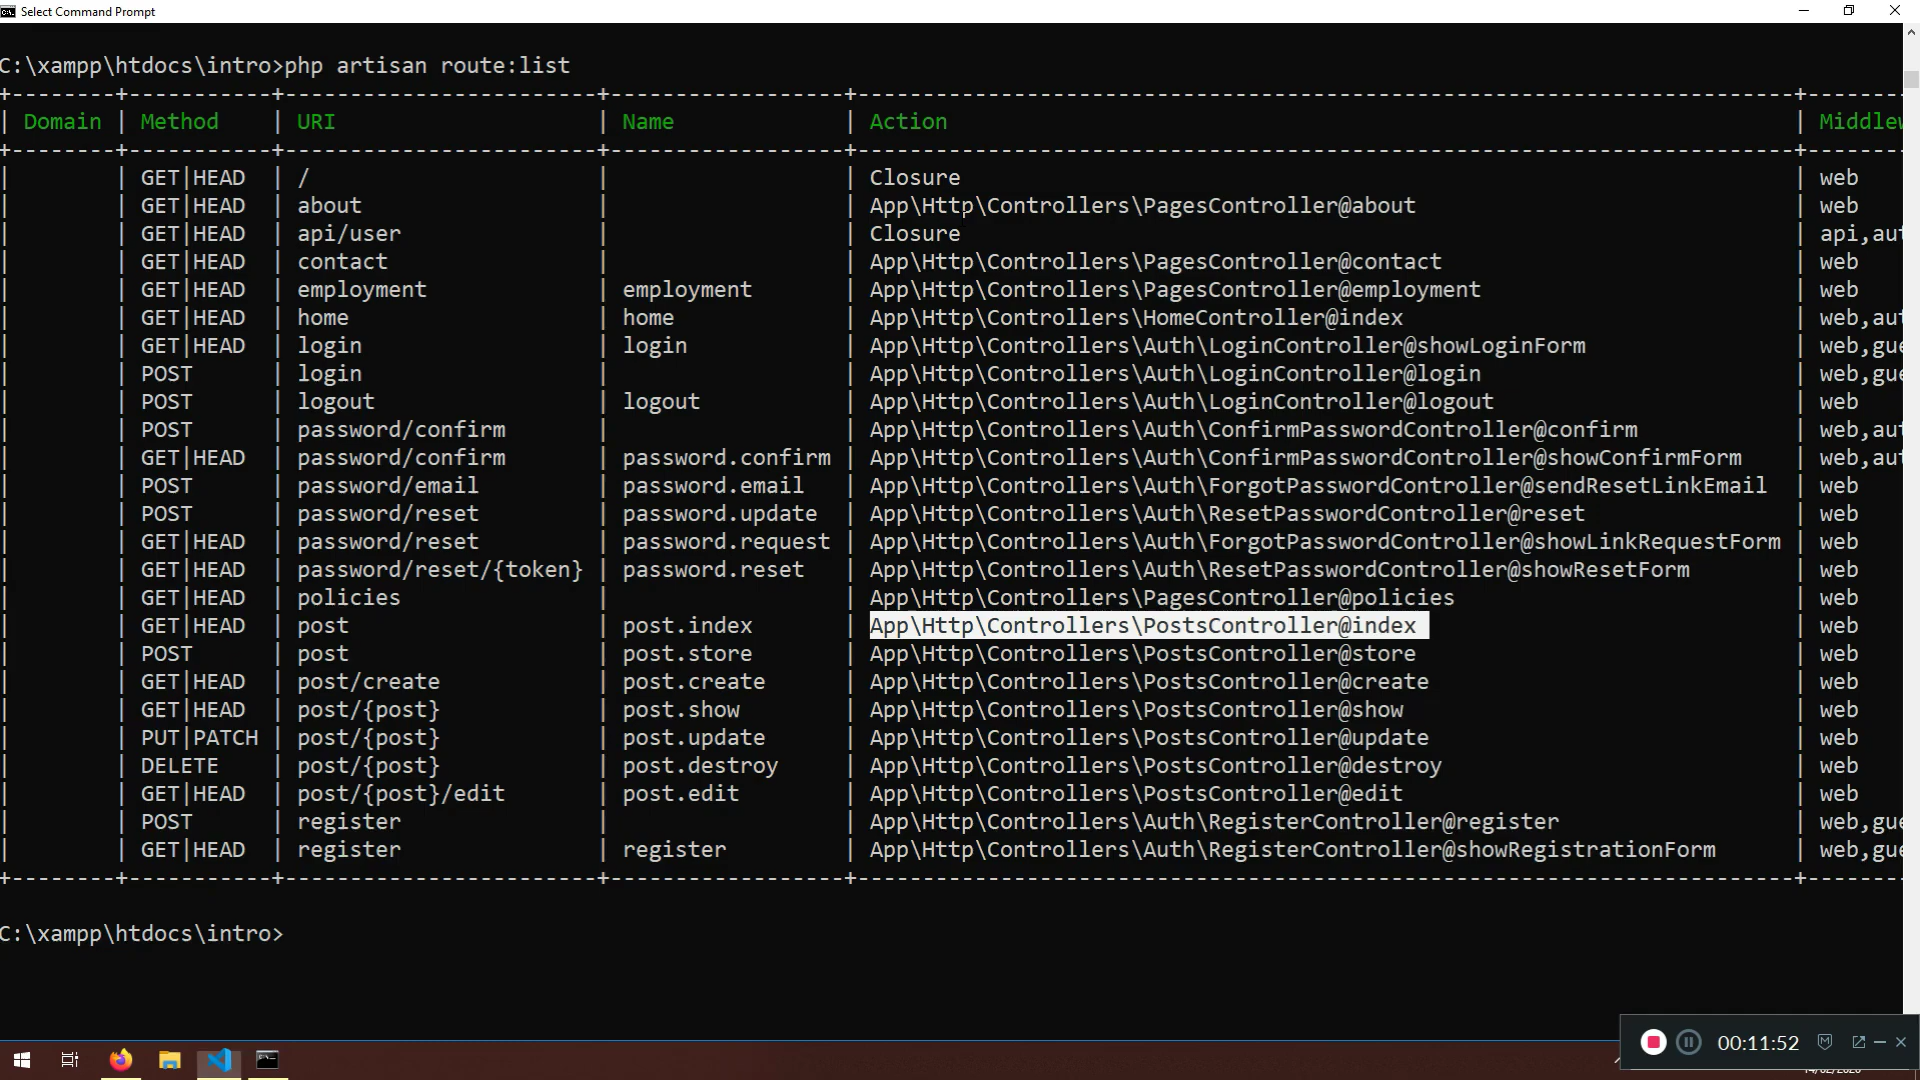 Select Command Prompt
C:\xampp\htdocs\intro>php artisan route:list
+--------+-----------+------------------------+------------------+------------------------------------------------------------------------+-------
| Domain | Method    | URI                    | Name             | Action                                                                 | Middlew
+--------+-----------+------------------------+------------------+------------------------------------------------------------------------+-------
|        | GET|HEAD  | /                      |                  | Closure                                                                | web
|        | GET|HEAD  | about                  |                  | App\Http\Controllers\PagesController@about                             | web
|        | GET|HEAD  | api/user               |                  | Closure                                                                | api,aut
|        | GET|HEAD  | contact                |                  | App\Http\Controllers\PagesController@contact                           | web
|        | GET|HEAD  | employment             | employment       | App\Http\Controllers\PagesController@employment                        | web
|        | GET|HEAD  | home                   | home             | App\Http\Controllers\HomeController@index                              | web,aut
|        | GET|HEAD  | login                  | login            | App\Http\Controllers\Auth\LoginController@showLoginForm                | web,gue
|        | POST      | login                  |                  | App\Http\Controllers\Auth\LoginController@login                        | web,gue
|        | POST      | logout                 | logout           | App\Http\Controllers\Auth\LoginController@logout                       | web
|        | POST      | password/confirm       |                  | App\Http\Controllers\Auth\ConfirmPasswordController@confirm            | web,aut
|        | GET|HEAD  | password/confirm       | password.confirm | App\Http\Controllers\Auth\ConfirmPasswordController@showConfirmForm    | web,aut
|        | POST      | password/email         | password.email   | App\Http\Controllers\Auth\ForgotPasswordController@sendResetLinkEmail  | web
|        | POST      | password/reset         | password.update  | App\Http\Controllers\Auth\ResetPasswordController@reset                | web
|        | GET|HEAD  | password/reset         | password.request | App\Http\Controllers\Auth\ForgotPasswordController@showLinkRequestForm | web
|        | GET|HEAD  | password/reset/{token} | password.reset   | App\Http\Controllers\Auth\ResetPasswordController@showResetForm        | web
|        | GET|HEAD  | policies               |                  | App\Http\Controllers\PagesController@policies                          | web
|        | GET|HEAD  | post                   | post.index       | App\Http\Controllers\PostsController@index                             | web
|        | POST      | post                   | post.store       | App\Http\Controllers\PostsController@store                             | web
|        | GET|HEAD  | post/create            | post.create      | App\Http\Controllers\PostsController@create                            | web
|        | GET|HEAD  | post/{post}            | post.show        | App\Http\Controllers\PostsController@show                              | web
|        | PUT|PATCH | post/{post}            | post.update      | App\Http\Controllers\PostsController@update                            | web
|        | DELETE    | post/{post}            | post.destroy     | App\Http\Controllers\PostsController@destroy                           | web
|        | GET|HEAD  | post/{post}/edit       | post.edit        | App\Http\Controllers\PostsController@edit                              | web
|        | POST      | register               |                  | App\Http\Controllers\Auth\RegisterController@register                  | web,gue
|        | GET|HEAD  | register               | register         | App\Http\Controllers\Auth\RegisterController@showRegistrationForm      | web,gue
+--------+-----------+------------------------+------------------+------------------------------------------------------------------------+-------
C:\xampp\htdocs\intro>
00:11:52